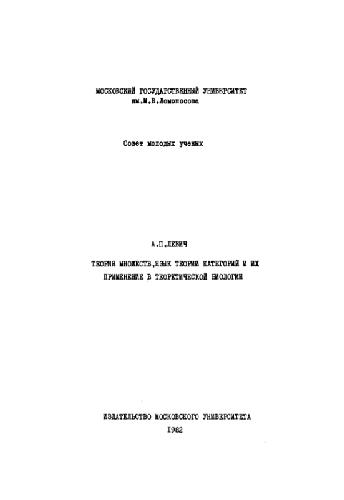 МОСКОВСКИЙ ГОСУДАРСТВЕННЫЙ УНИВЕРСИТЕТ
им.М.В.Ломоносова
Совет молодых ученых
А.П.ЛЕВИЧ
ТЕОРИЯ МНОЖЕСТВ,ЯЗЫК ТЕОРИИ КАТЕГОРИЙ И ИХ
ПРИМЕНЕНИЕ В ТЕОРЕТИЧЕСКОЙ БИОЛОГИИ
ИЗДАТЕЛЬСТВО МОСКОВСКОГО УНИВЕРСИТЕТА
1982